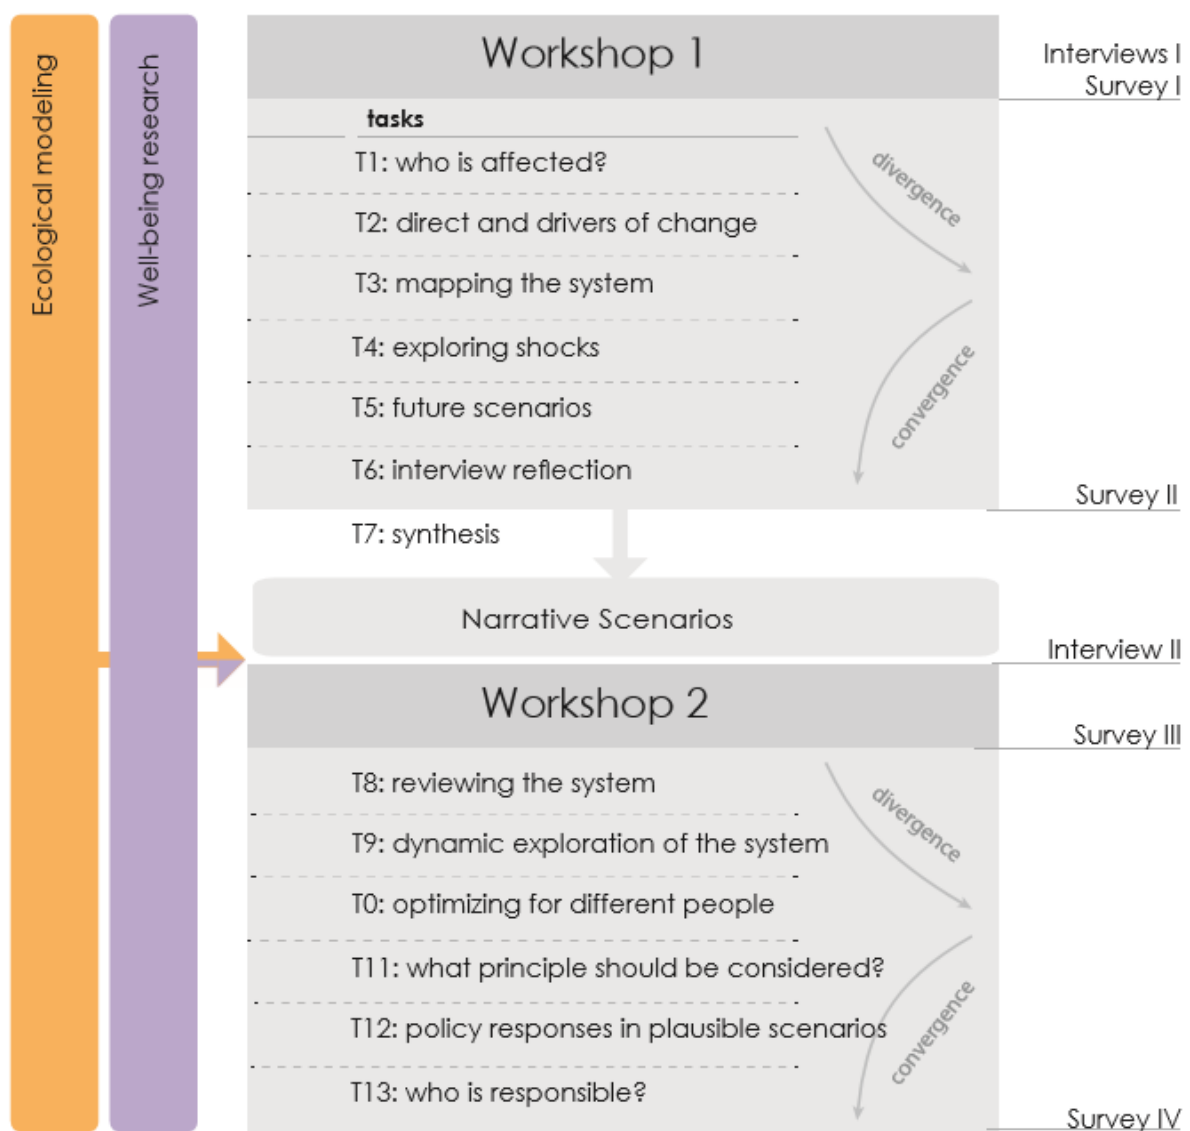 Ecological modeling
Well-being research
Workshop 1
Interviews I
Survey I
tasks
T1: who is affected?
T2: direct and drivers of change
T3: mapping the system
T4: exploring shocks
T5: future scenarios
T6: interview reflection
divergence
convergence
Survey II
T7: synthesis
Narrative Scenarios
Interview II
Workshop 2
Survey III
T8: reviewing the system
T9: dynamic exploration of the system
T0: optimizing for different people
T11: what principle should be considered?
T12: policy responses in plausible scenarios
T13: who is responsible?
divergence
convergence
Survey IV